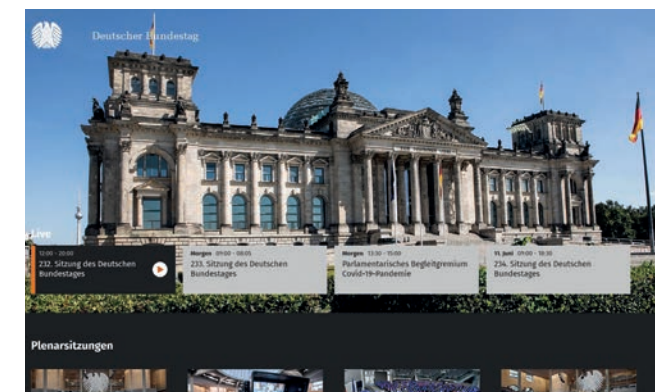 Deutscher Bundestag
Live
12:00 - 20:00
232. Sitzung des Deutschen
Bundestages
Morgen 09:00 - 08:05
233. Sitzung des Deutschen
Bundestages
Morgen 13:30 - 15:00
Parlamentarisches Begleitgremium
Covid-19-Pandemie
11. Juni 09:00 - 18:30
234. Sitzung des Deutschen
Bundestages
Plenarsitzungen